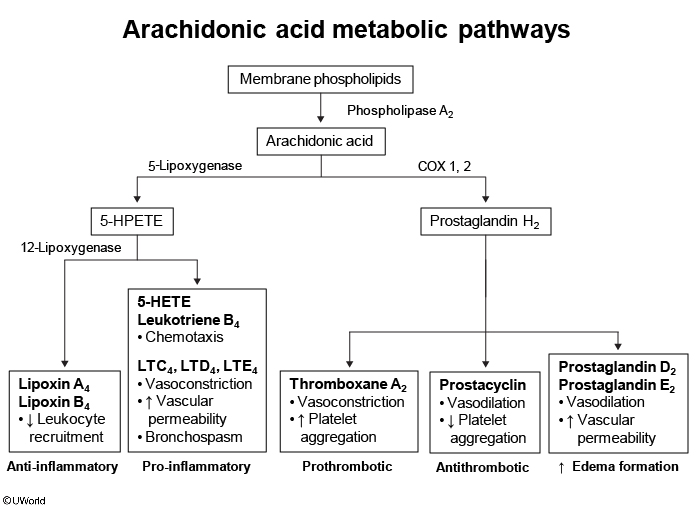 Arachidonic acid metabolic pathways
Membrane phospholipids
Phospholipase A₂
Arachidonic acid
5-Lipoxygenase
COX 1, 2
5-HPETE
Prostaglandin H₂
12-Lipoxygenase
5-HETE
Leukotriene B₄
• Chemotaxis
LTC₄, LTD₄, LTE₄
• Vasoconstriction
• ↑ Vascular
permeability
• Bronchospasm
Lipoxin A₄
Lipoxin B₄
• ↓ Leukocyte
recruitment
Thromboxane A₂
• Vasoconstriction
• ↑ Platelet
aggregation
Prostacyclin
• Vasodilation
• ↓ Platelet
aggregation
Prostaglandin D₂
Prostaglandin E₂
• Vasodilation
• ↑ Vascular
permeability
Anti-inflammatory
Pro-inflammatory
Prothrombotic
Antithrombotic
↑ Edema formation
©UWorld